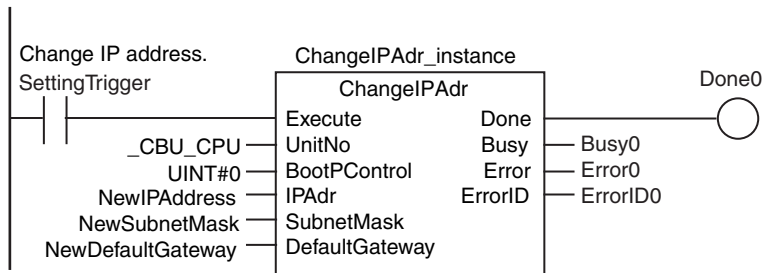 Change IP address.
SettingTrigger
ChangeIPAdr_instance
ChangeIPAdr
Done0
Execute Done
_CBU_CPU UnitNo Busy Busy0
UINT#0 BootPControl Error Error0
NewIPAddress IPAdr ErrorID ErrorID0
NewSubnetMask SubnetMask
NewDefaultGateway DefaultGateway